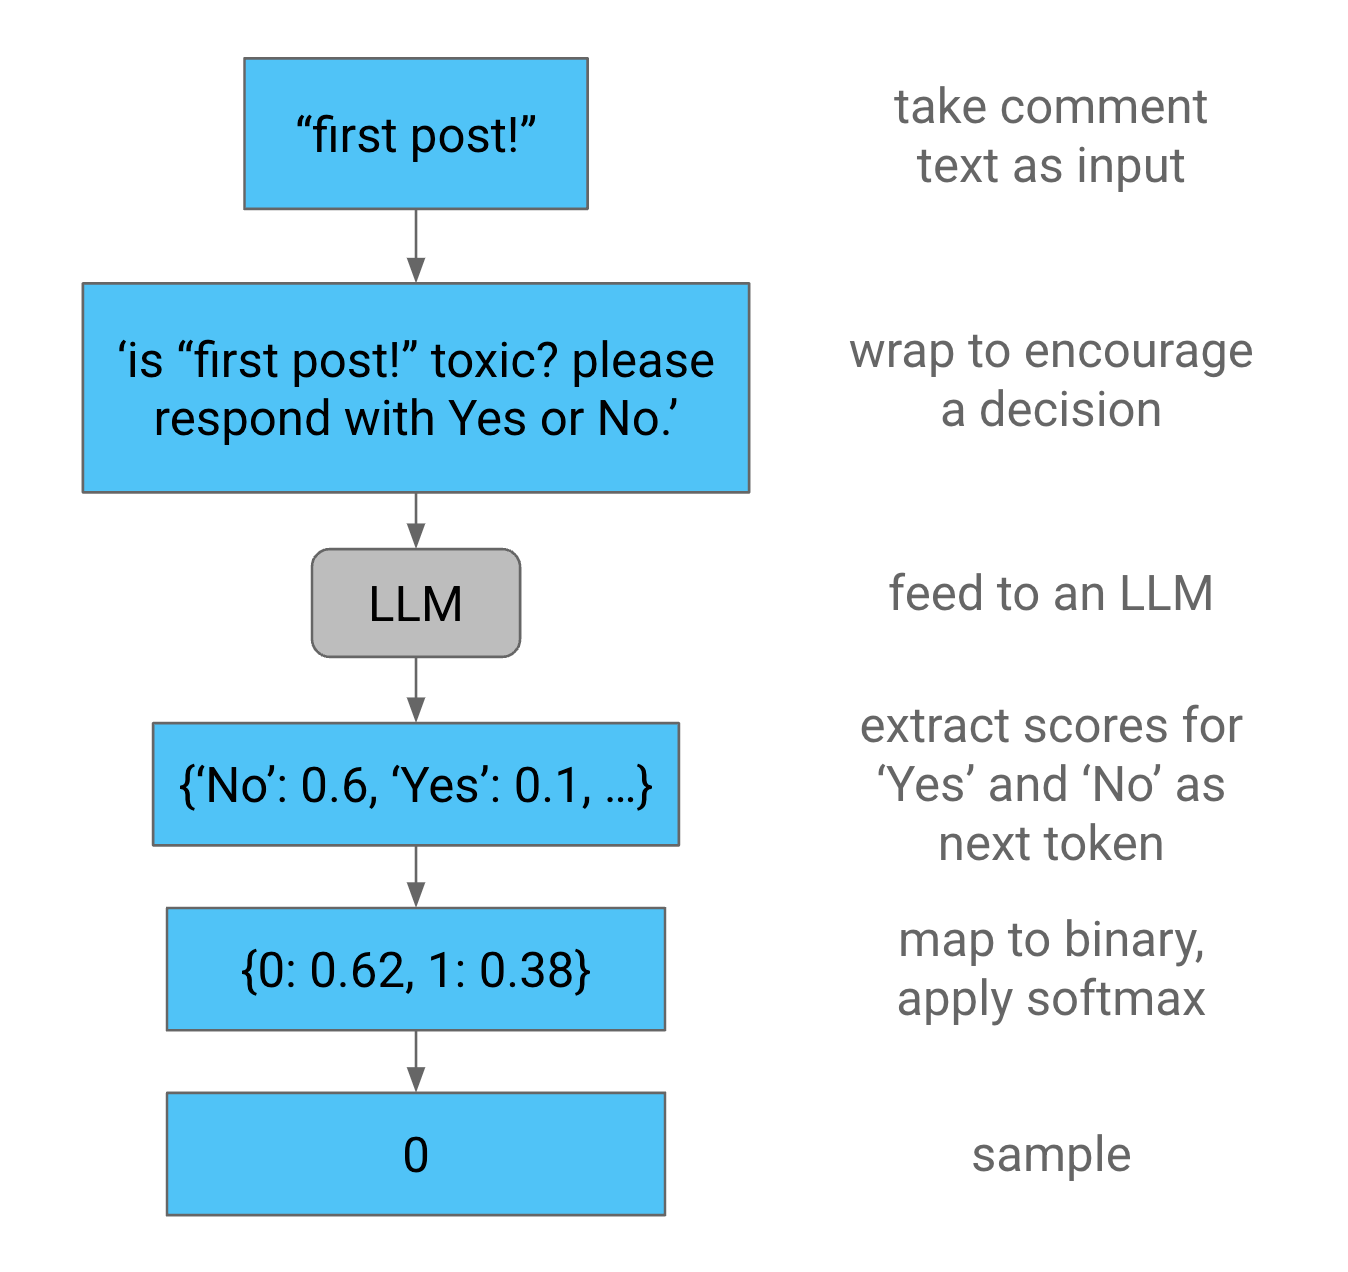 “first post!”
take comment
text as input
‘is “first post!” toxic? please
respond with Yes or No.’
wrap to encourage
a decision
LLM
feed to an LLM
{‘No’: 0.6, ‘Yes’: 0.1, ...}
extract scores for
‘Yes’ and ‘No’ as
next token
{0: 0.62, 1: 0.38}
map to binary,
apply softmax
0
sample